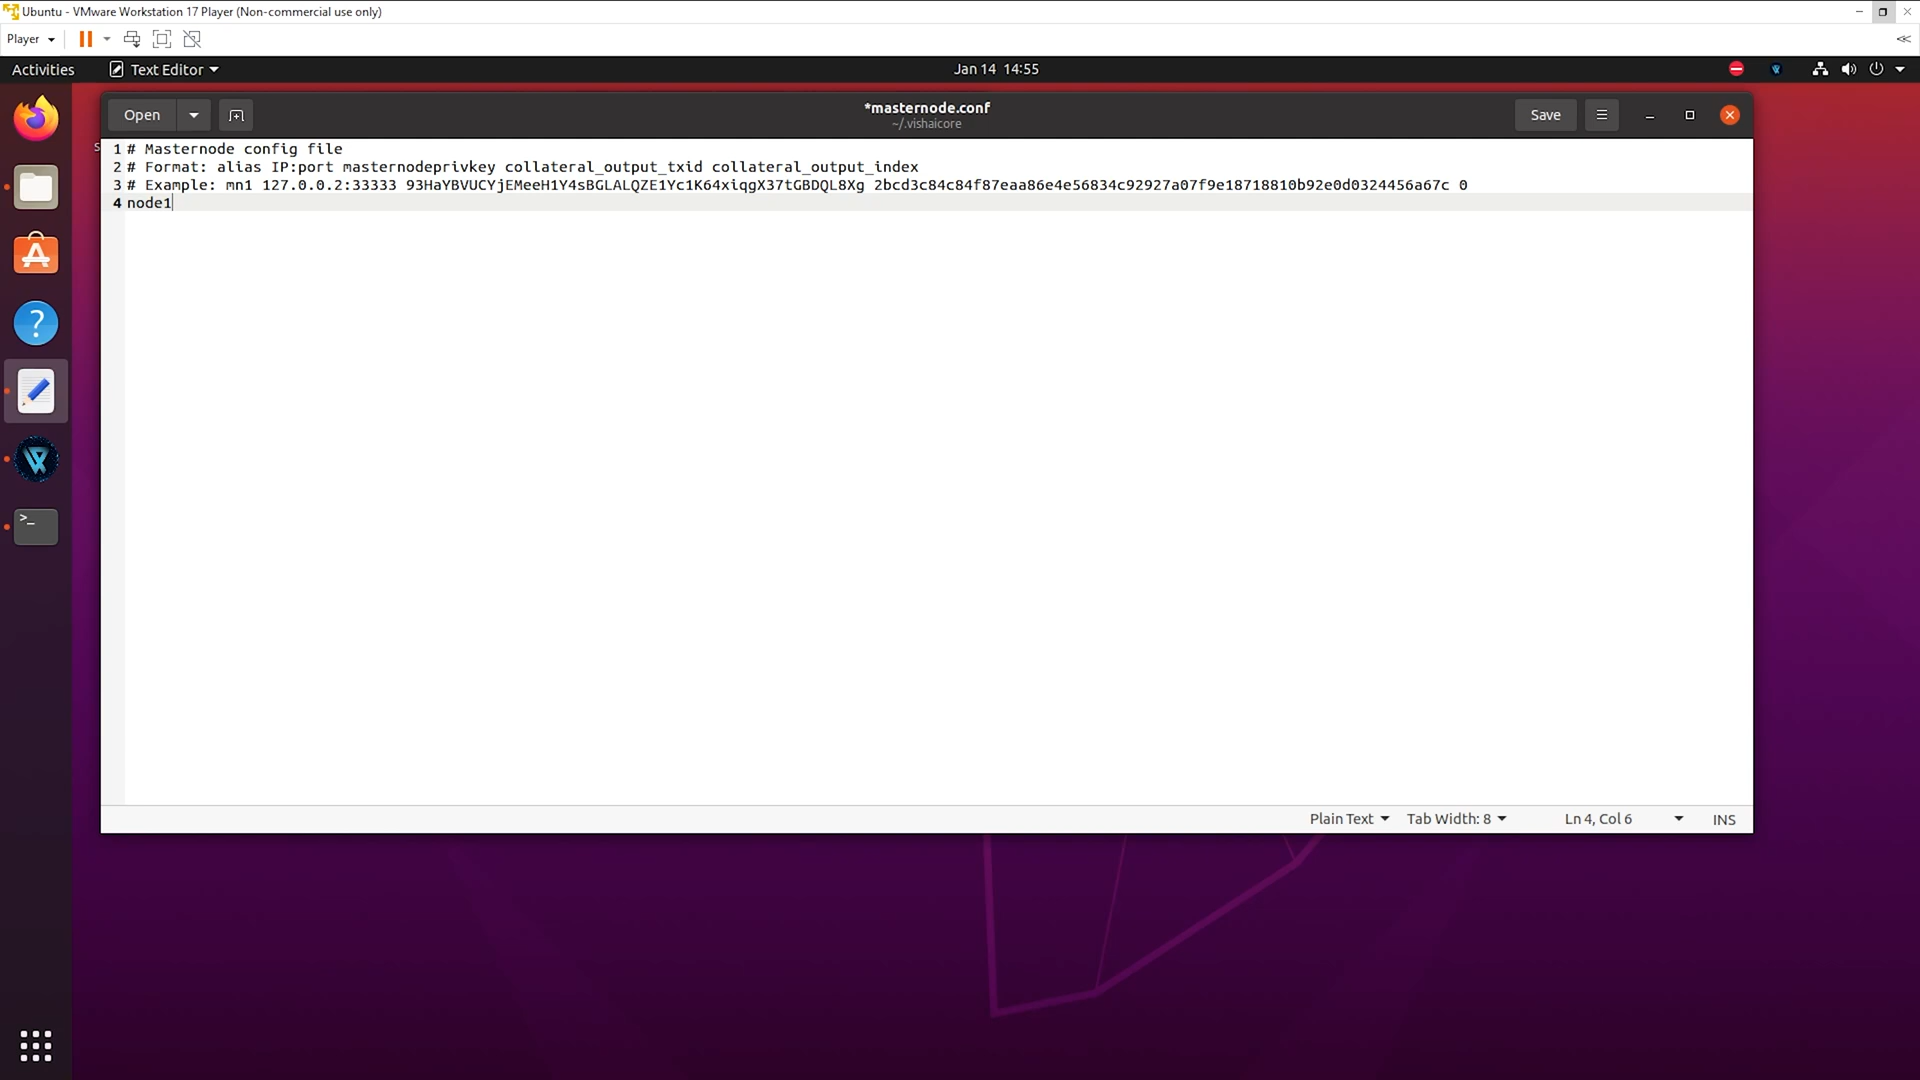 Ubuntu - VMware Workstation 17 Player (Non-commercial use only)
Player
Activities
Text Editor
Jan 14 14:55
Open
*masternode.conf
~/.vishaicore
Save
1 # Masternode config file
2 # Format: alias IP:port masternodeprivkey collateral_output_txid collateral_output_index
3 # Example: mn1 127.0.0.2:33333 93HaYBVUCYjEMeeH1Y4sBGLALQZE1Yc1K64xiqgX37tGBDQL8Xg 2bcd3c84c84f87eaa86e4e56834c92927a07f9e18718810b92e0d0324456a67c 0
4 node1
Plain Text
Tab Width: 8
Ln 4, Col 6
INS